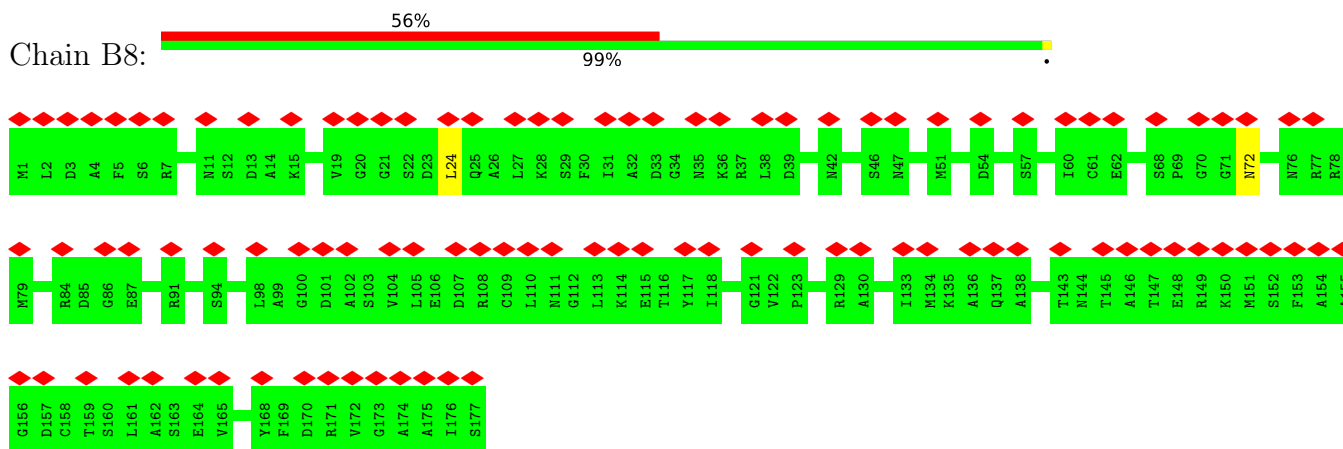 56%
Chain B8:
99%
.
M1 L2 D3 A4 F5 S6 R7 N11 S12 D13 A14 K15 V19 G20 G21 S22 D23 L24 Q25 A26 L27 K28 S29 F30 I31 A32 D33 G34 N35 K36 R37 L38 D39 N42 S46 N47 M51 D54 S57 I60 C61 E62 S68 P69 G70 G71 N72 N76 R77 R78
M79 R84 D85 G86 E87 R91 S94 L98 A99 G100 D101 A102 S103 V104 L105 E106 D107 R108 C109 L110 N111 G112 L113 K114 E115 T116 Y117 I118 G121 V122 P123 R129 A130 I133 M134 K135 A136 Q137 A138 T143 N144 T145 A146 T147 E148 R149 K150 M151 S152 F153 A154
G156 D157 C158 T159 S160 L161 A162 S163 E164 V165 Y168 F169 D170 R171 V172 G173 A174 A175 I176 S177